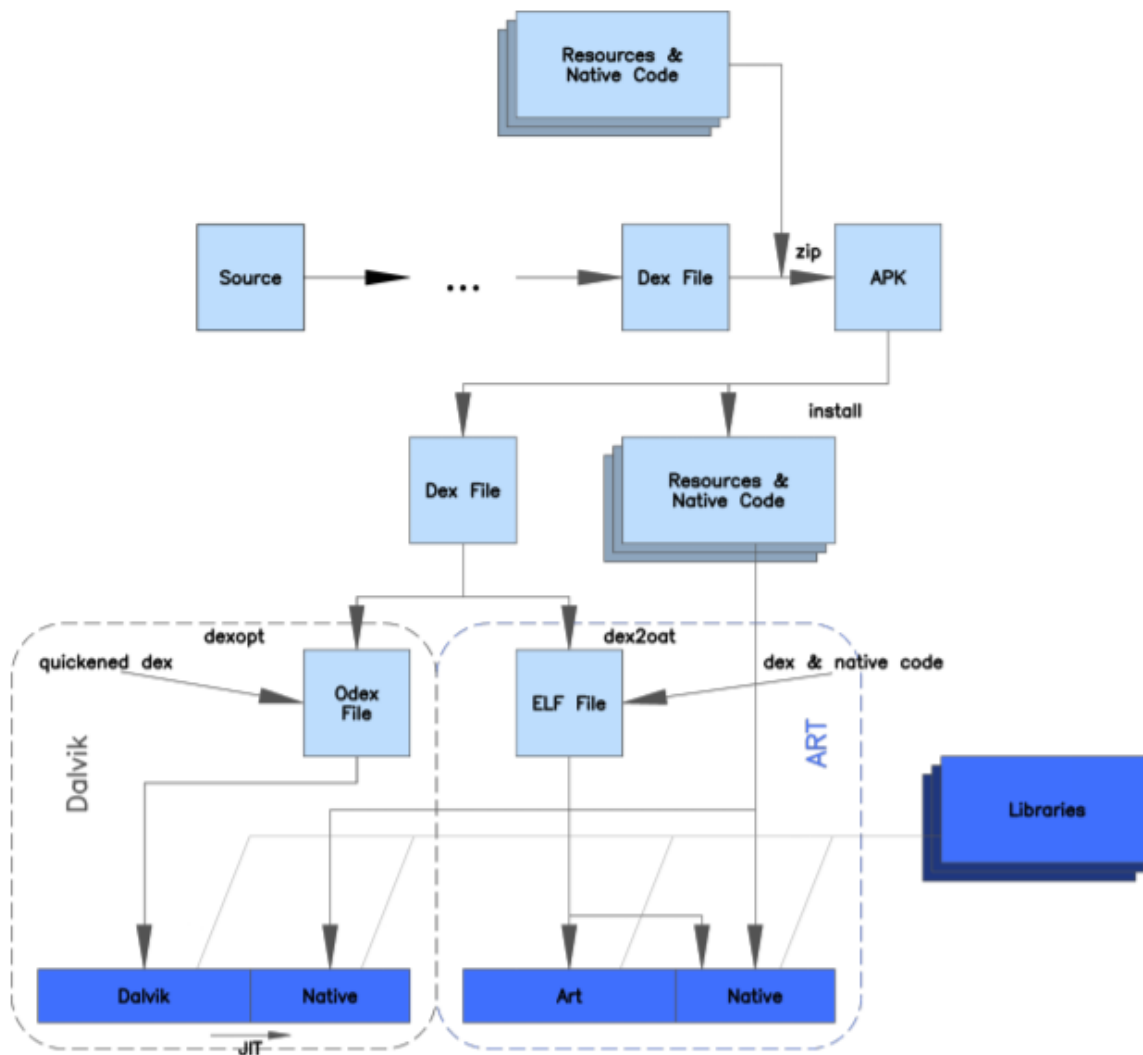 Resources &
Native Code
Source
...
Dex File
zip
APK
install
Dex File
Resources &
Native Code
dexopt
dex2oat
quickened dex
dex & native code
Odex
File
ELF File
Dalvik
ART
Libraries
Dalvik
Native
Art
Native
JIT